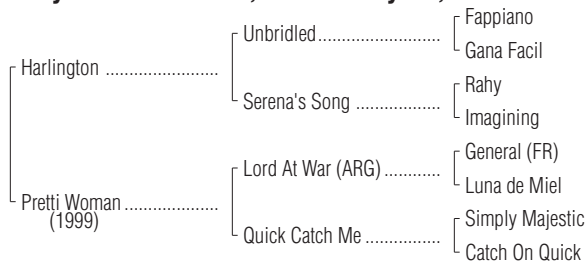 Fappiano
Unbridled
Gana Facil
Harlington
Rahy
Serena's Song
Imagining
General (FR)
Lord At War (ARG)
Luna de Miel
Pretti Woman
(1999)
Simply Majestic
Quick Catch Me
Catch On Quick